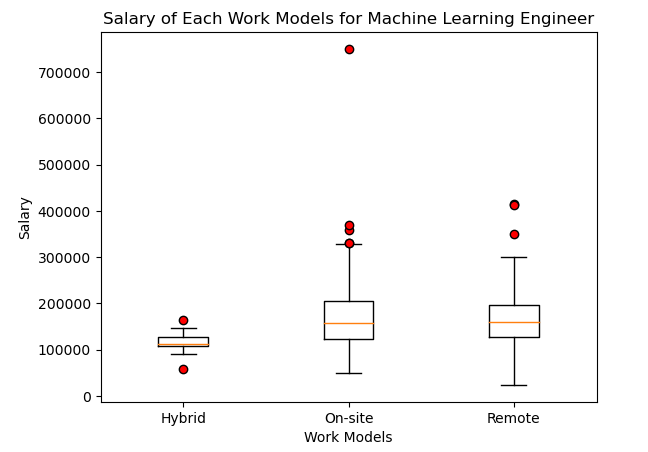 Salary of Each Work Models for Machine Learning Engineer
700000
600000
500000
400000
300000
200000
100000
0
Salary
Hybrid On-site Remote
Work Models